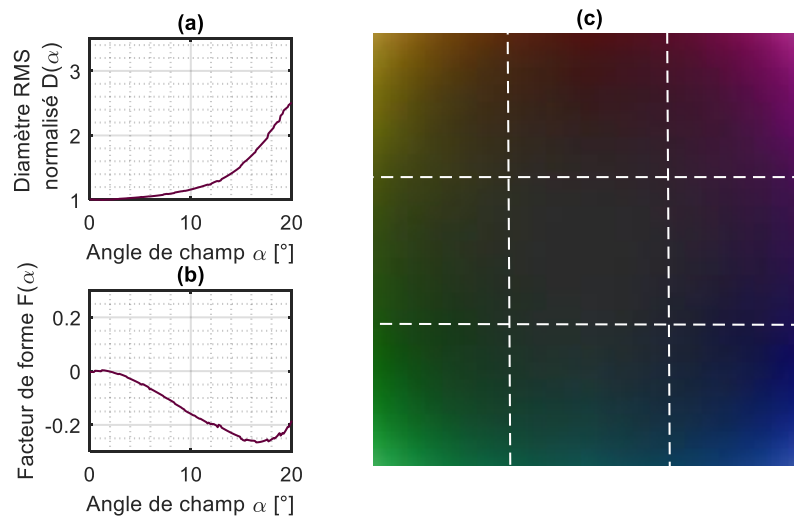 (a)
Diamètre RMS
normalisé D(α)
3
2
1
0 10 20
Angle de champ α [°]
(b)
Facteur de forme F(α)
0.2
0
-0.2
0 10 20
Angle de champ α [°]
(c)